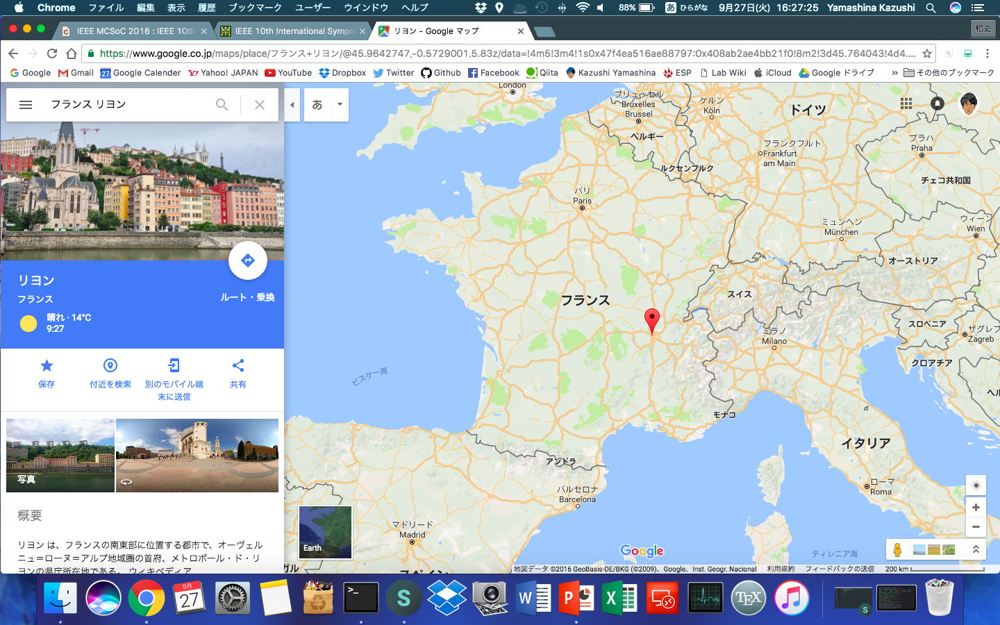 Chrome ファイル 編集 表示 履歴 ブックマーク ユーザー ウインドウ ヘルプ 88% あ ひらがな 9月27日(火) 16:27:25 Yamashina Kazushi
IEEE MCSoC 2016 : IEEE 10th
IEEE 10th International Sympo
リヨン - Google マップ
和史
https://www.google.co.jp/maps/place/フランス+リヨン/@45.9642747,-0.5729001,5.83z/data=!4m5!3m4!1s0x47f4ea516ae88797:0x408ab2ae4bb21f0!8m2!3d45.764043!4d4....
Google Gmail 27 Google Calender Yahoo! JAPAN YouTube Dropbox Twitter Github Facebook Qiita Kazushi Yamashina ESP Lab Wiki iCloud Google ドライブ » その他のブックマーク
フランス リヨン
あ
リヨン
フランス
ルート・乗換
晴れ · 14°C
9:27
保存
付近を検索
別のモバイル端
末に送信
共有
写真
概要
リヨン は、フランスの南東部に位置する都市で、オーヴェル
ニュ＝ローヌ＝アルプ地域圏の首府、メトロポール・ド・リ
ヨンの県庁所在地である。 ウィキペディア
London
ブリュッセル
Bruxelles
Brussel
ケルン
Köln
ドイツ
ベルギー
フランクフルト
Frankfurt
am Main
プラハ
Praha
ルクセンブルク
チェコ共和国
パリ
Paris
ミュンヘン
München
ウィーン
Wien
オーストリア
フランス
スイス
スロベニア
ミラノ
Milano
ザグレブ
Zagreb
クロアチア
ビスケー湾
ヘル
モナコ
イタリア
アンドラ
ローマ
Roma
バルセロナ
Barcelona
マドリード
Madrid
Earth
Google
ティレニア海
ガル
スペイン
地図データ ©2016 GeoBasis-DE/BKG (©2009)、Google、Inst. Geogr. Nacional 利用規約 フィードバックの送信 200 km
9月
27
>_
S
W
P
X
TEX
S